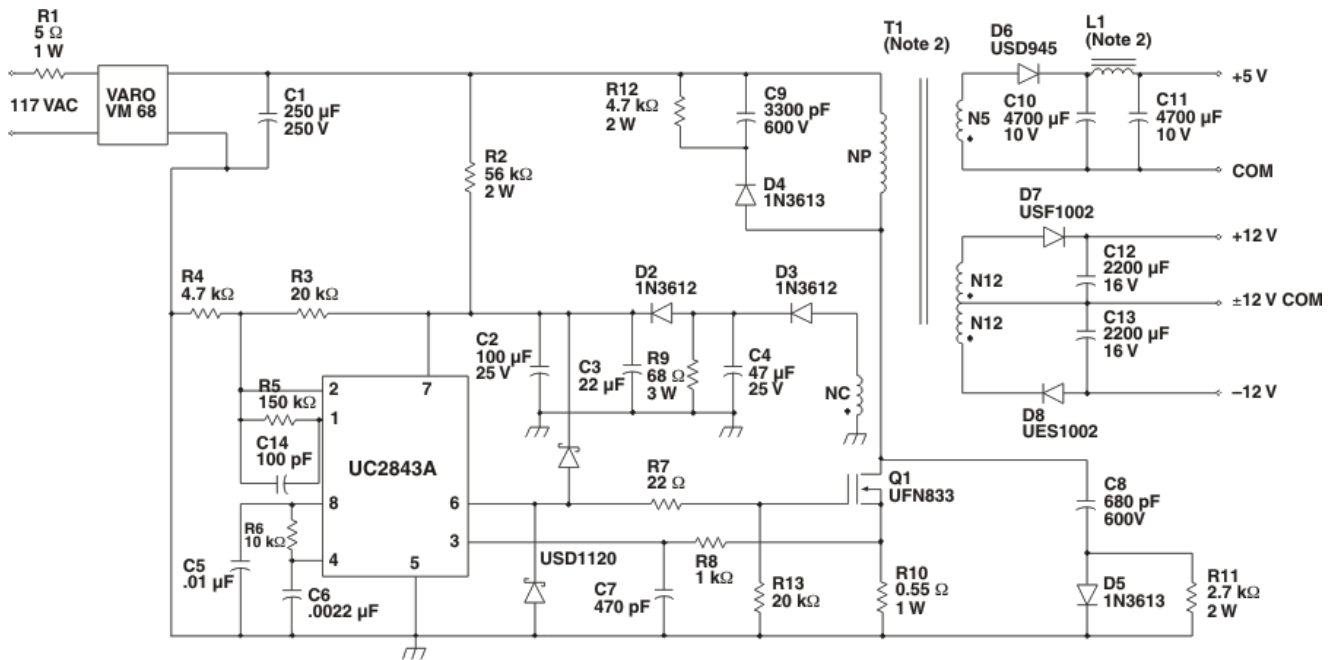 R1
5 Ω
1 W
117 VAC
VARO
VM 68
C1
250 µF
250 V
R12
4.7 kΩ
2 W
C9
3300 pF
600 V
T1
(Note 2)
D6
USD945
L1
(Note 2)
+5 V
N5
C10
4700 µF
10 V
C11
4700 µF
10 V
COM
R2
56 kΩ
2 W
NP
D4
1N3613
D7
USF1002
+12 V
N12
C12
2200 µF
16 V
±12 V COM
N12
C13
2200 µF
16 V
–12 V
D8
UES1002
R4
4.7 kΩ
R3
20 kΩ
D2
1N3612
D3
1N3612
C2
100 µF
25 V
C3
22 µF
R9
68 Ω
3 W
C4
47 µF
25 V
NC
R5
150 kΩ
2
1
7
C14
100 pF
UC2843A
8
6
R6
10 kΩ
4
3
5
C5
.01 µF
C6
.0022 µF
R7
22 Ω
Q1
UFN833
C8
680 pF
600V
USD1120
R8
1 kΩ
C7
470 pF
R13
20 kΩ
R10
0.55 Ω
1 W
D5
1N3613
R11
2.7 kΩ
2 W